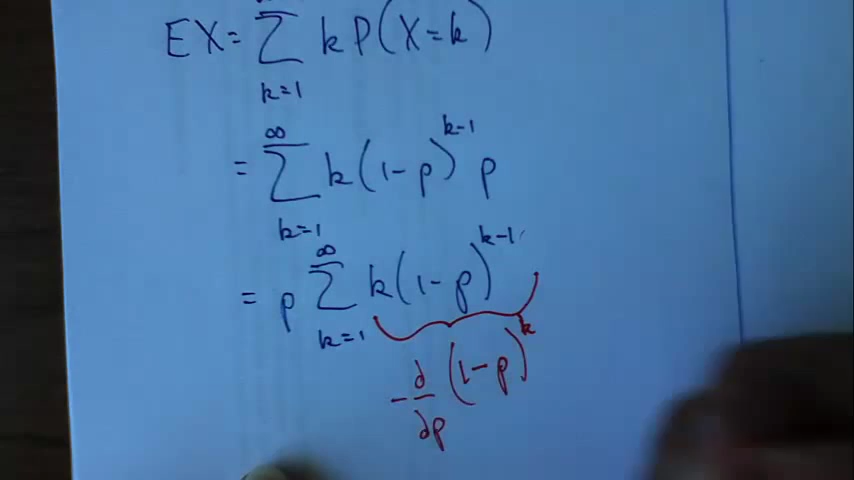 EX = ∑_{k=1}^{∞} k P(X=k)
= ∑_{k=1}^{∞} k(1-p)^{k-1} p
= p ∑_{k=1}^{∞} k(1-p)^{k-1}
-∂/∂p (1-p)^k